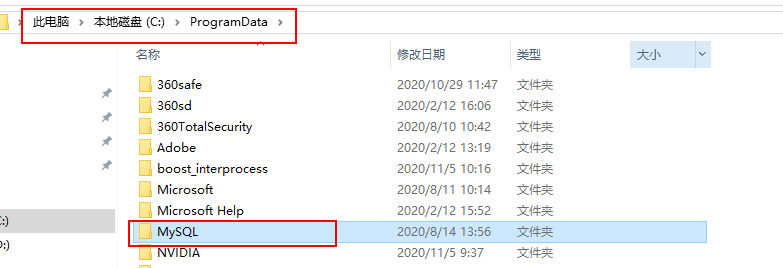 此电脑 > 本地磁盘 (C:) > ProgramData >
名称 修改日期 类型 大小
360safe 2020/10/29 11:47 文件夹
360sd 2020/2/12 16:06 文件夹
360TotalSecurity 2020/8/10 10:42 文件夹
Adobe 2020/2/12 13:19 文件夹
boost_interprocess 2020/11/5 10:16 文件夹
Microsoft 2020/8/11 10:14 文件夹
Microsoft Help 2020/2/12 15:52 文件夹
:) MySQL 2020/8/14 13:56 文件夹
:) NVIDIA 2020/11/5 9:37 文件夹